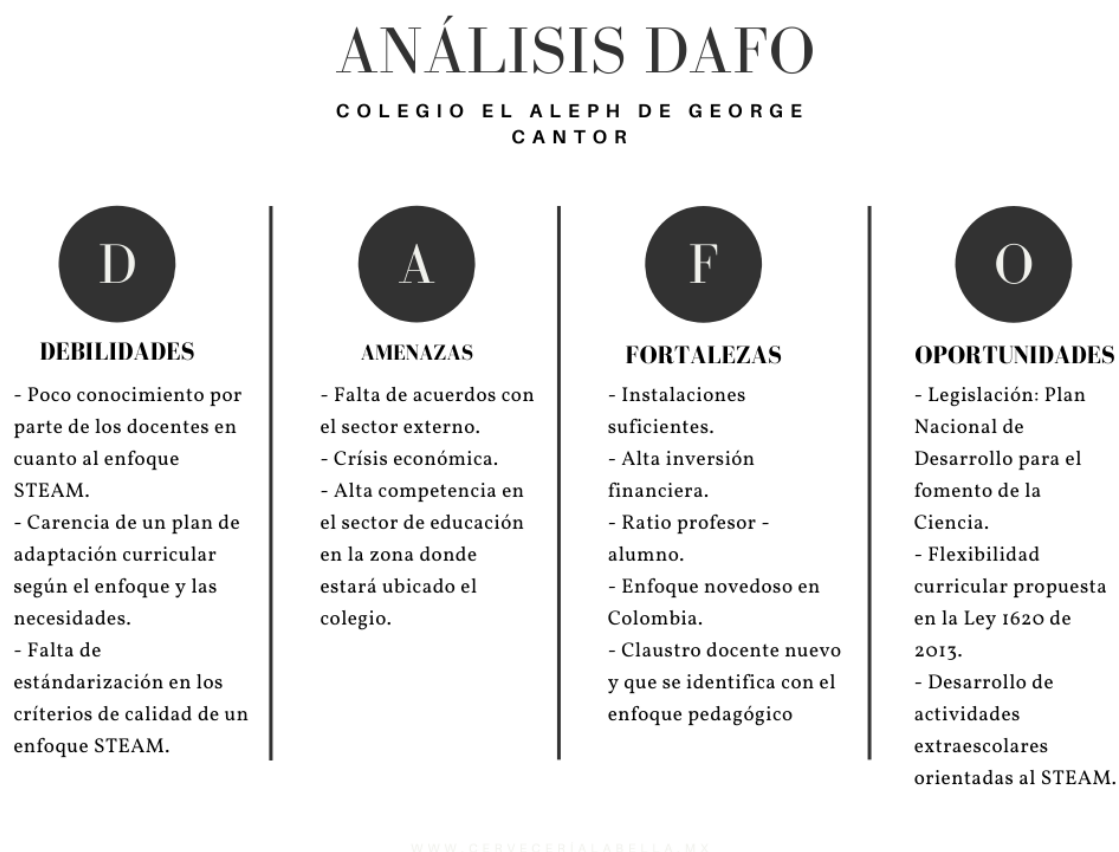 ANÁLISIS DAFO
COLEGIO EL ALEPH DE GEORGE
CANTOR
D
DEBILIDADES
- Poco conocimiento por
parte de los docentes en
cuanto al enfoque
STEAM.
- Carencia de un plan de
adaptación curricular
según el enfoque y las
necesidades.
- Falta de
estándarización en los
críterios de calidad de un
enfoque STEAM.
A
AMENAZAS
- Falta de acuerdos con
el sector externo.
- Crísis económica.
- Alta competencia en
el sector de educación
en la zona donde
estará ubicado el
colegio.
F
FORTALEZAS
- Instalaciones
suficientes.
- Alta inversión
financiera.
- Ratio profesor -
alumno.
- Enfoque novedoso en
Colombia.
- Claustro docente nuevo
y que se identifica con el
enfoque pedagógico
O
OPORTUNIDADES
- Legislación: Plan
Nacional de
Desarrollo para el
fomento de la
Ciencia.
- Flexibilidad
curricular propuesta
en la Ley 1620 de
2013.
- Desarrollo de
actividades
extraescolares
orientadas al STEAM.
WWW.CERVECERIALABELLA.MX